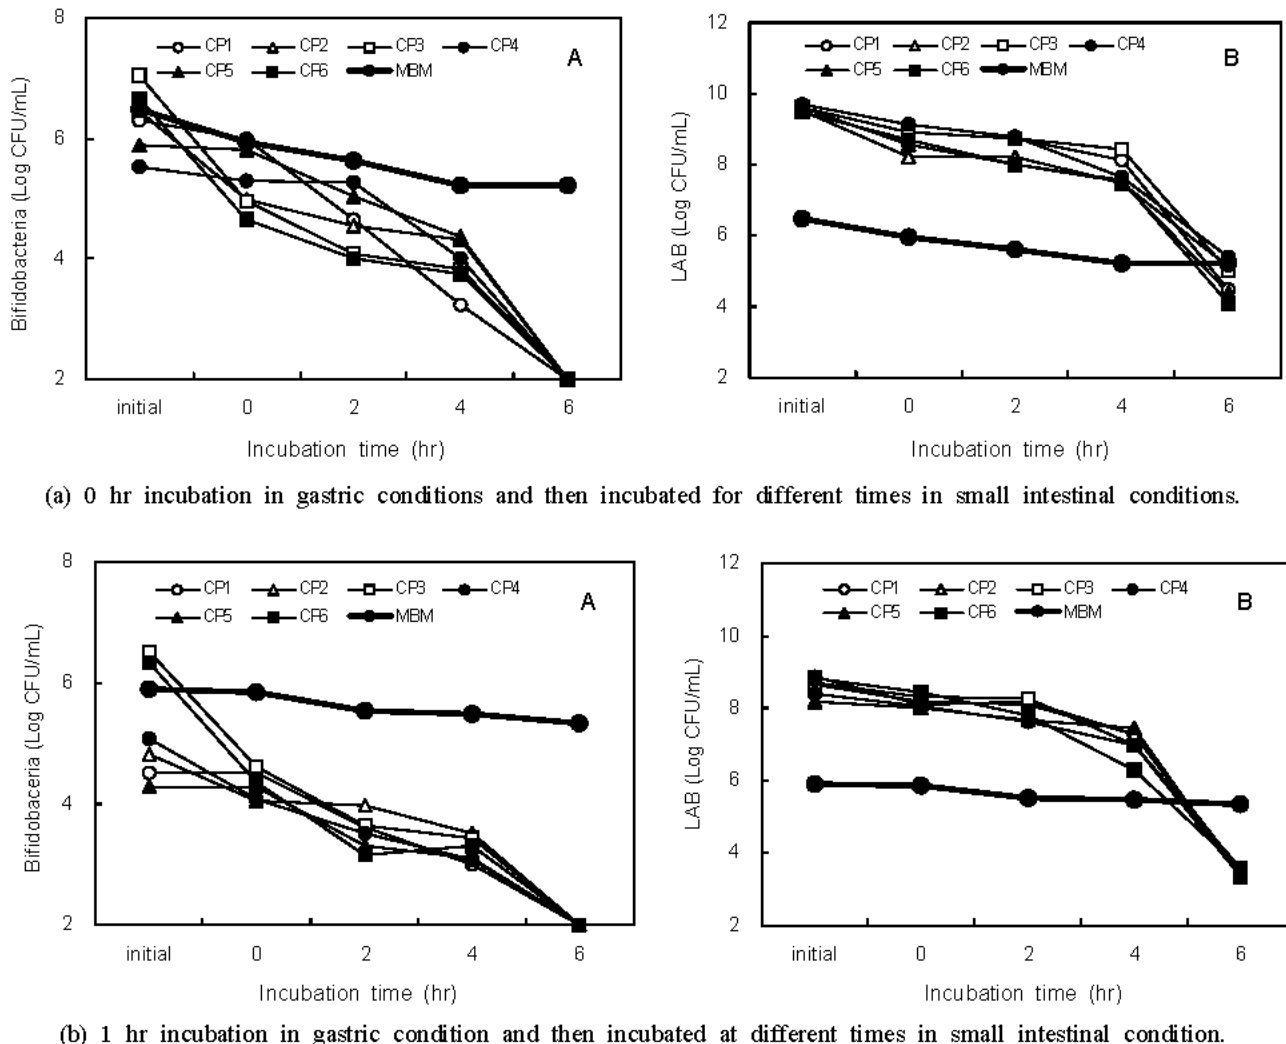 8
CP1 CP2 CP3 CP4
CP5 CP6 MBM
A
6
4
2
Bifidobacteria (Log CFU/mL)
initial 0 2 4 6
Incubation time (hr)
12
CP1 CP2 CP3 CP4
CP5 CP6 MBM
B
10
8
6
4
2
LAB (Log CFU/mL)
initial 0 2 4 6
Incubation time (hr)
(a) 0 hr incubation in gastric conditions and then incubated for different times in small intestinal conditions.
8
CP1 CP2 CP3 CP4
CP5 CP6 MBM
A
6
4
2
Bifidobaceria (Log CFU/mL)
initial 0 2 4 6
Incubation time (hr)
12
CP1 CP2 CP3 CP4
CP5 CP6 MBM
B
10
8
6
4
2
LAB (Log CFU/mL)
initial 0 2 4 6
Incubation time (hr)
(b) 1 hr incubation in gastric condition and then incubated at different times in small intestinal condition.